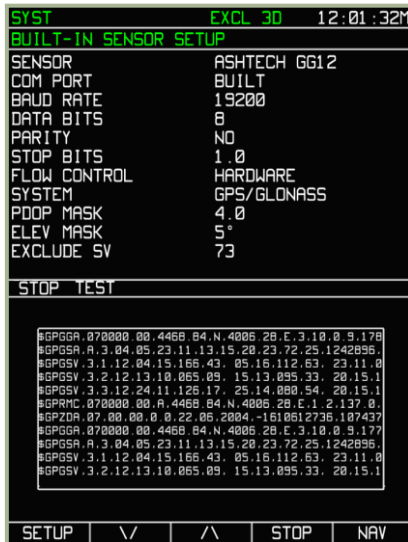 SYST EXCL 3D 12:01:32M
BUILT-IN SENSOR SETUP
SENSOR ASHTECH GG12
COM PORT BUILT
BAUD RATE 19200
DATA BITS 8
PARITY NO
STOP BITS 1.0
FLOW CONTROL HARDWARE
SYSTEM GPS/GLONASS
PDOP MASK 4.0
ELEV MASK 5°
EXCLUDE SV 73
STOP TEST
$GPGGA.070000.00.4468.84.N.4006.28.E.3.10.0.9.178
$GPGSA.A.3.04.05.23.11.13.15.20.23.72.25.1242896.
$GPGSV.3.1.12.04.15.166.43. 05.16.112.63. 23.11.0
$GPGSV.3.2.12.13.10.065.09. 15.13.095.33. 20.15.1
$GPGSV.3.3.12.24.11.126.17. 25.14.080.54. 20.15.1
$GPRMC.070000.00.A.4468.84.N.4006.28.E.1.2.137.0.
$GPZDA.07.00.00.0.0.22.06.2004.-1610612736.107437
$GPGGA.070000.00.4468.84.N.4006.28.E.3.10.0.9.177
$GPGSA.A.3.04.05.23.11.13.15.20.23.72.25.1242896.
$GPGSV.3.1.12.04.15.166.43. 05.16.112.63. 23.11.0
$GPGSV.3.2.12.13.10.065.09. 15.13.095.33. 20.15.1
SETUP \/ /\ STOP NAV